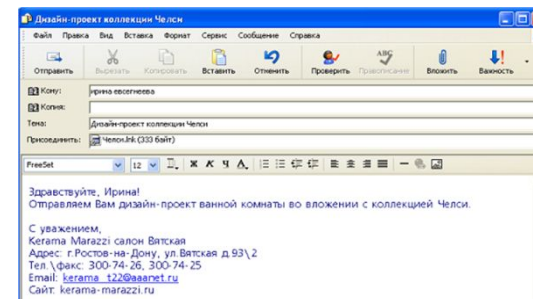 Дизайн-проект коллекции Челси
Файл Правка Вид Вставка Формат Сервис Сообщение Справка
Отправить Вырезать Копировать Вставить Отменить Проверить Правописание Вложить Важность
Кому: ирина евсегнеева
Копия:
Тема: Дизайн-проект коллекции Челси
Присоединить: Челси.lnk (333 байт)
FreeSet 12 Ж К Ч А
Здравствуйте, Ирина!
Отправляем Вам дизайн-проект ванной комнаты во вложении с коллекцией Челси.
С уважением,
Kerama Marazzi салон Вятская
Адрес: г.Ростов-на-Дону, ул.Вятская д.93\2
Тел.\факс: 300-74-26, 300-74-25
Email: kerama_t22@aaanet.ru
Сайт: kerama-marazzi.ru